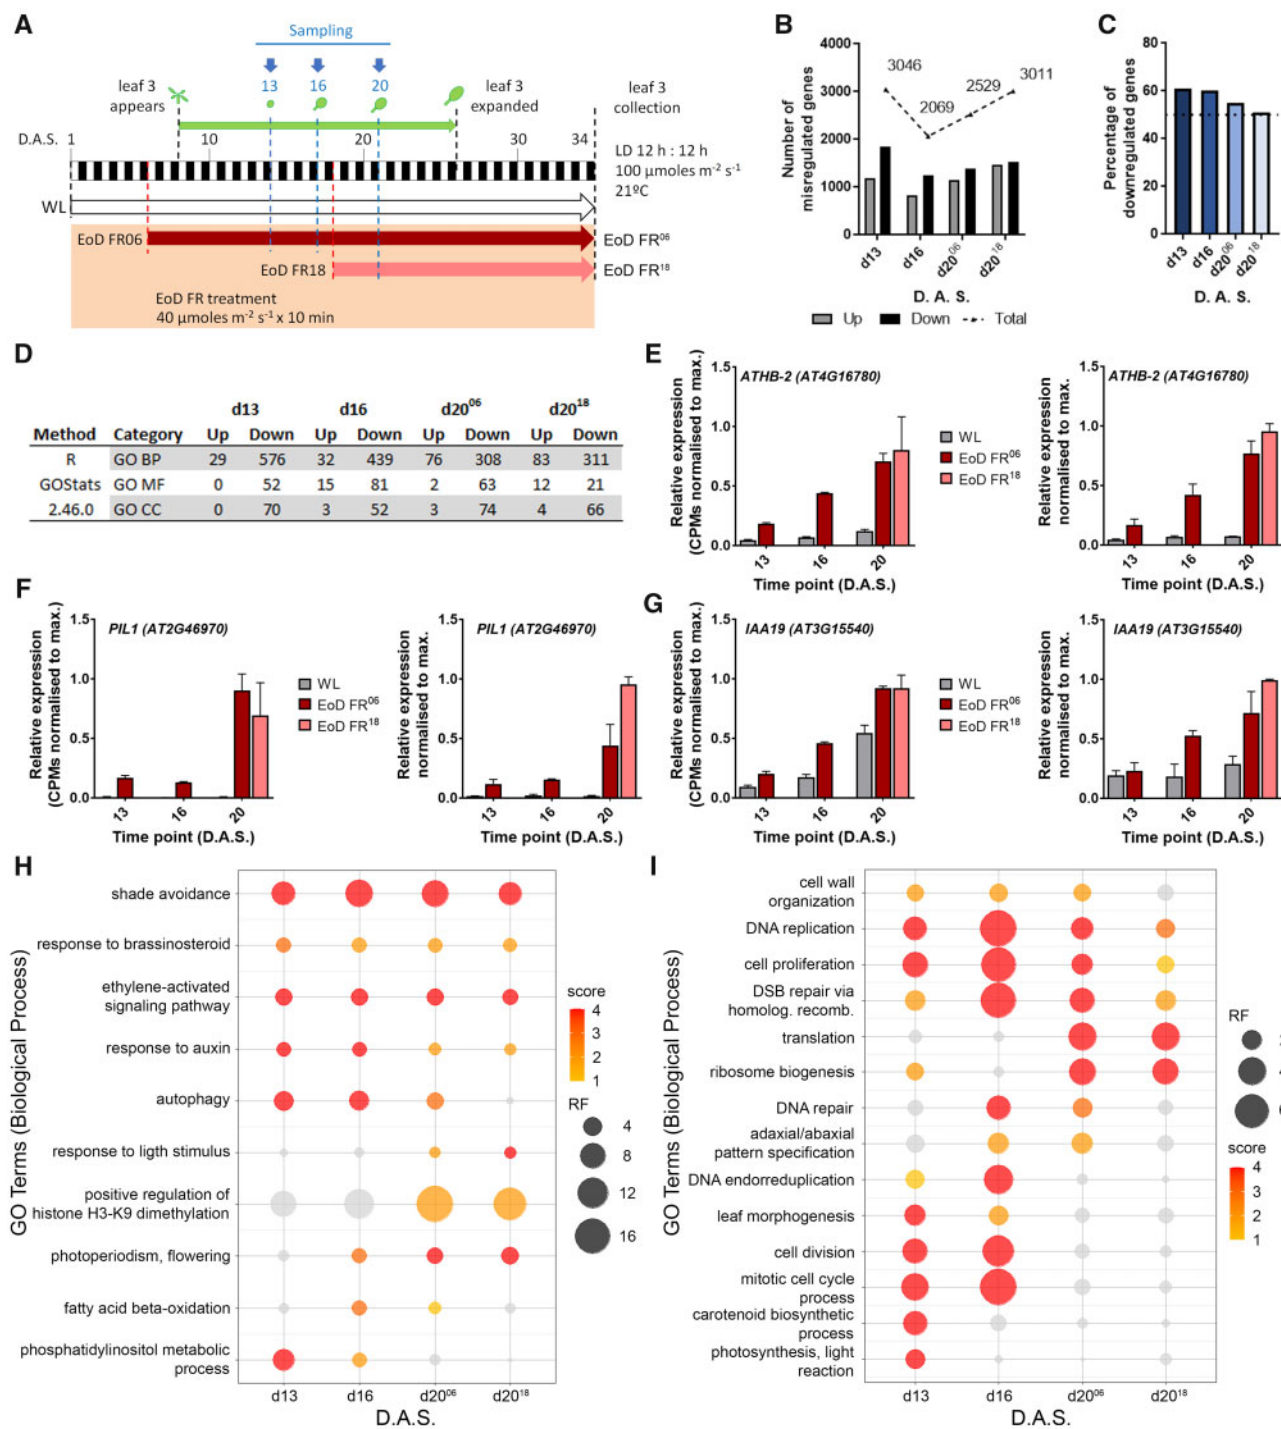 A
Sampling
13 16 20
leaf 3 appears
leaf 3 expanded
leaf 3 collection
D.A.S. 1 10 20 30 34
LD 12 h : 12 h
100 µmoles m-2 s-1
21ºC
WL
EoD FR06 EoD FR06
EoD FR18 EoD FR18
EoD FR treatment
40 µmoles m-2 s-1 x 10 min
B
Number of misregulated genes
4000
3000
2000
1000
0
3046 2069 2529 3011
d13 d16 d2006 d2018
D. A. S.
Up Down Total
C
Percentage of downregulated genes
80
60
40
20
0
d13 d16 d2006 d2018
D. A. S.
D
d13 d16 d2006 d2018
Method Category Up Down Up Down Up Down Up Down
R GO BP 29 576 32 439 76 308 83 311
GOStats GO MF 0 52 15 81 2 63 12 21
2.46.0 GO CC 0 70 3 52 3 74 4 66
E
Relative expression (CPMs normalised to max.)
1.5
1.0
0.5
0.0
ATHB-2 (AT4G16780)
13 16 20
Time point (D.A.S.)
WL
EoD FR06
EoD FR18
Relative expression normalised to max.
1.5
1.0
0.5
0.0
ATHB-2 (AT4G16780)
13 16 20
Time point (D.A.S.)
F
Relative expression (CPMs normalised to max.)
1.5
1.0
0.5
0.0
PIL1 (AT2G46970)
13 16 20
Time point (D.A.S.)
WL
EoD FR06
EoD FR18
Relative expression normalised to max.
1.5
1.0
0.5
0.0
PIL1 (AT2G46970)
13 16 20
Time point (D.A.S.)
G
Relative expression (CPMs normalised to max.)
1.5
1.0
0.5
0.0
IAA19 (AT3G15540)
13 16 20
Time point (D.A.S.)
WL
EoD FR06
EoD FR18
Relative expression normalised to max.
1.5
1.0
0.5
0.0
IAA19 (AT3G15540)
13 16 20
Time point (D.A.S.)
H
GO Terms (Biological Process)
shade avoidance
response to brassinosteroid
ethylene-activated
signaling pathway
response to auxin
autophagy
response to ligth stimulus
positive regulation of
histone H3-K9 dimethylation
photoperiodism, flowering
fatty acid beta-oxidation
phosphatidylinositol metabolic
process
d13 d16 d2006 d2018
D.A.S.
score
4
3
2
1
RF
4
8
12
16
I
GO Terms (Biological Process)
cell wall
organization
DNA replication
cell proliferation
DSB repair via
homolog. recomb.
translation
ribosome biogenesis
DNA repair
adaxial/abaxial
pattern specification
DNA endorreduplication
leaf morphogenesis
cell division
mitotic cell cycle
process
carotenoid biosynthetic
process
photosynthesis, light
reaction
d13 d16 d2006 d2018
D.A.S.
RF
score
4
3
2
1